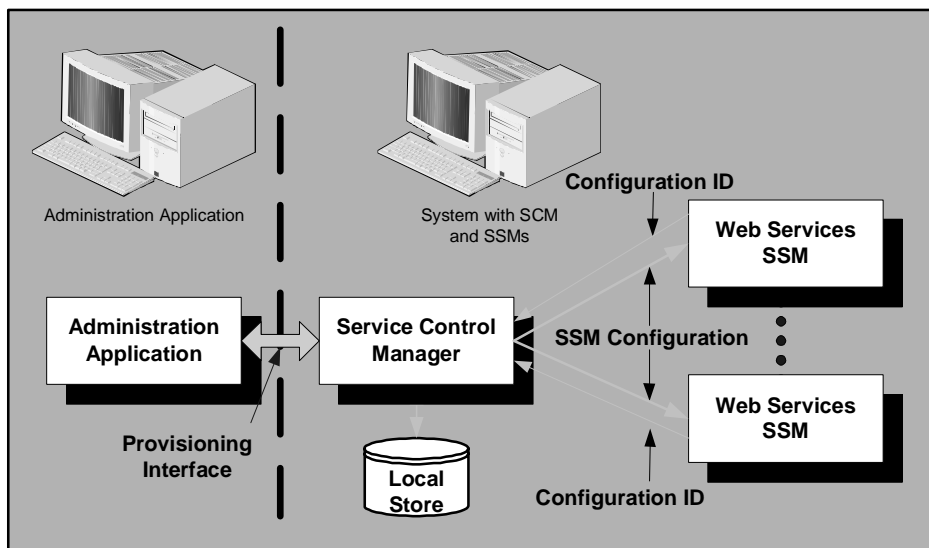 Administration Application
System with SCM
and SSMs
Configuration ID
Web Services
SSM
Administration
Application
Service Control
Manager
SSM Configuration
Provisioning
Interface
Local
Store
Web Services
SSM
Configuration ID